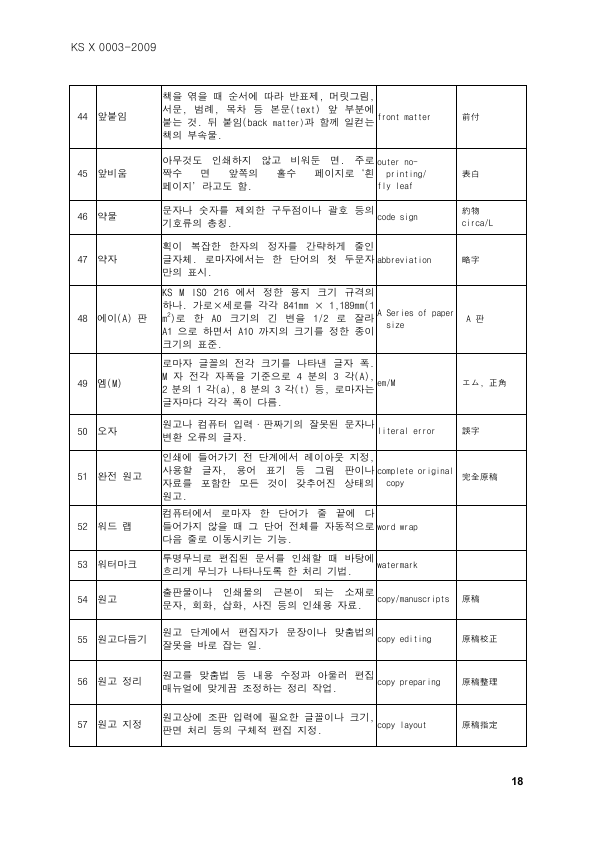 KS X 0003-2009
44 앞붙임 책을 엮을 때 순서에 따라 반표제, 머릿그림, 서문, 범례, 목차 등 본문(text) 앞 부분에 붙는 것. 뒤 붙임(back matter)과 함께 일컫는 책의 부속물. front matter 前付
45 앞비움 아무것도 인쇄하지 않고 비워둔 면. 주로 짝수 면 앞쪽의 홀수 페이지로 ‘흰 페이지’라고도 함. outer no-printing/ fly leaf 表白
46 약물 문자나 숫자를 제외한 구두점이나 괄호 등의 기호류의 총칭. code sign 約物 circa/L
47 약자 획이 복잡한 한자의 정자를 간략하게 줄인 글자체. 로마자에서는 한 단어의 첫 두문자만의 표시. abbreviation 略字
48 에이(A) 판 KS M ISO 216 에서 정한 용지 크기 규격의 하나. 가로×세로를 각각 841mm × 1,189mm(1 m²)로 한 A0 크기의 긴 변을 1/2 로 잘라 A1 으로 하면서 A10 까지의 크기를 정한 종이 크기의 표준. A Series of paper size A 판
49 엠(M) 로마자 글꼴의 전각 크기를 나타낸 글자 폭. M 자 전각 자폭을 기준으로 4 분의 3 각(A), 2 분의 1 각(a), 8 분의 3 각(t) 등, 로마자는 글자마다 각각 폭이 다름. em/M エム, 正角
50 오자 원고나 컴퓨터 입력·판짜기의 잘못된 문자나 변환 오류의 글자. literal error 誤字
51 완전 원고 인쇄에 들어가기 전 단계에서 레이아웃 지정, 사용할 글자, 용어 표기 등 그림 판이나 자료를 포함한 모든 것이 갖추어진 상태의 원고. complete original copy 完全原稿
52 워드 랩 컴퓨터에서 로마자 한 단어가 줄 끝에 다 들어가지 않을 때 그 단어 전체를 자동적으로 다음 줄로 이동시키는 기능. word wrap
53 워터마크 투명무늬로 편집된 문서를 인쇄할 때 바탕에 흐리게 무늬가 나타나도록 한 처리 기법. watermark
54 원고 출판물이나 인쇄물의 근본이 되는 소재로 문자, 회화, 삽화, 사진 등의 인쇄용 자료. copy/manuscripts 原稿
55 원고다듬기 원고 단계에서 편집자가 문장이나 맞춤법의 잘못을 바로 잡는 일. copy editing 原稿校正
56 원고 정리 원고를 맞춤법 등 내용 수정과 아울러 편집 매뉴얼에 맞게끔 조정하는 정리 작업. copy preparing 原稿整理
57 원고 지정 원고상에 조판 입력에 필요한 글꼴이나 크기, 판면 처리 등의 구체적 편집 지정. copy layout 原稿指定
18